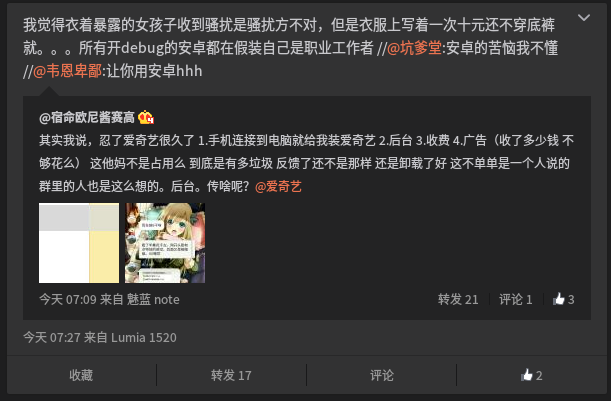 我觉得衣着暴露的女孩子收到骚扰是骚扰方不对，但是衣服上写着一次十元还不穿底裤
就。。。所有开debug的安卓都在假装自己是职业工作者 //@坑爹堂:安卓的苦恼我不懂
//@韦恩卑鄙:让你用安卓hhh
@宿命欧尼酱赛高
其实我说，忍了爱奇艺很久了 1.手机连接到电脑就给我装爱奇艺 2.后台 3.收费 4.广告（收了多少钱 不
够花么） 这他妈不是占用么 到底是有多垃圾 反馈了还不是那样 还是卸载了好 这不单单是一个人说的
群里的人也是这么想的。后台。传啥呢? @爱奇艺
今天 07:09 来自 魅蓝 note
转发 21 评论 1 3
今天 07:27 来自 Lumia 1520
收藏 转发 17 评论 2